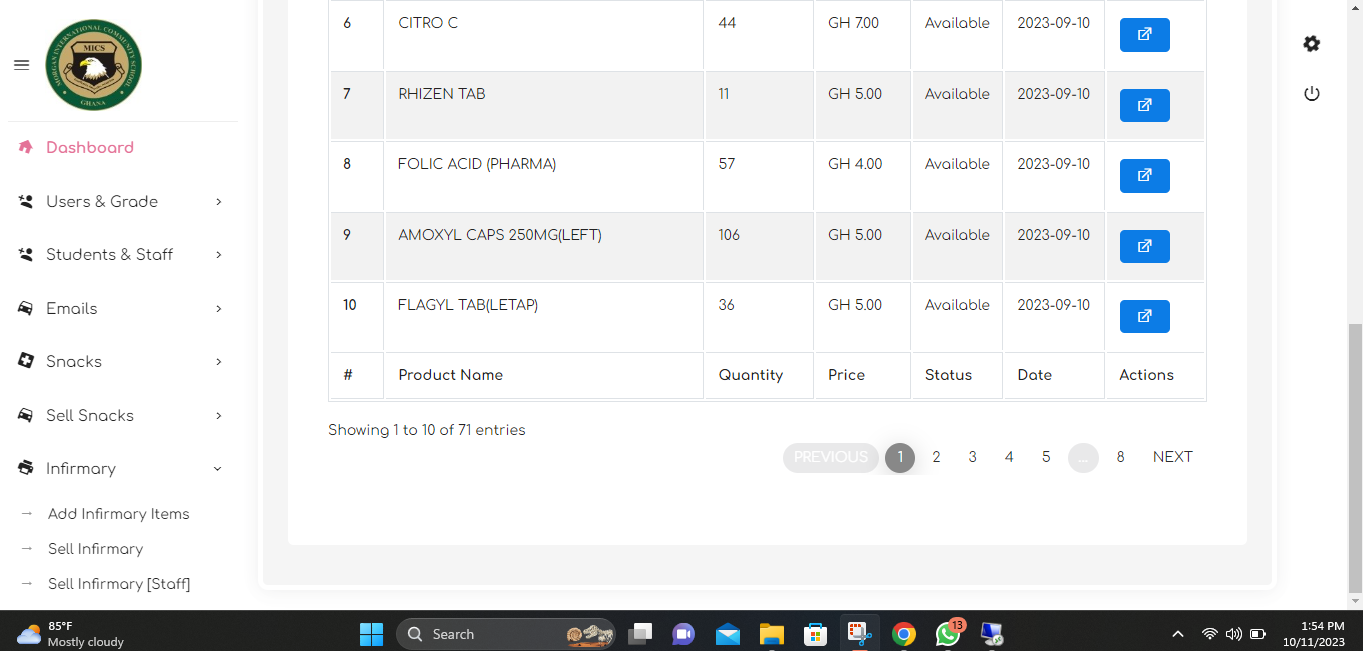 MORGAN INTERNATIONAL COMMUNITY SCHOOL
MICS
GHANA
Dashboard
Users & Grade
Students & Staff
Emails
Snacks
Sell Snacks
Infirmary
Add Infirmary Items
Sell Infirmary
Sell Infirmary [Staff]
6 CITRO C 44 GH 7.00 Available 2023-09-10
7 RHIZEN TAB 11 GH 5.00 Available 2023-09-10
8 FOLIC ACID (PHARMA) 57 GH 4.00 Available 2023-09-10
9 AMOXYL CAPS 250MG(LEFT) 106 GH 5.00 Available 2023-09-10
10 FLAGYL TAB(LETAP) 36 GH 5.00 Available 2023-09-10
# Product Name Quantity Price Status Date Actions
Showing 1 to 10 of 71 entries
PREVIOUS 1 2 3 4 5 ... 8 NEXT
85°F
Mostly cloudy
Search
13
1:54 PM
10/11/2023